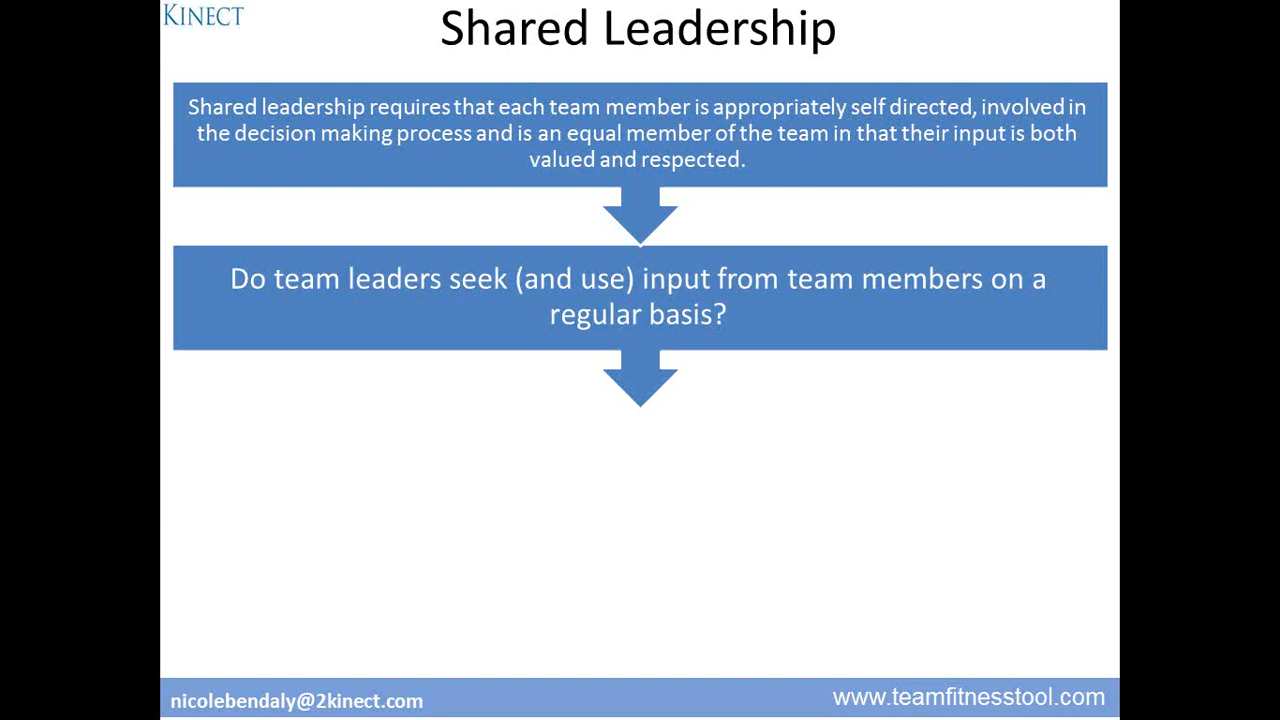 KINECT
Shared Leadership
Shared leadership requires that each team member is appropriately self directed, involved in
the decision making process and is an equal member of the team in that their input is both
valued and respected.
Do team leaders seek (and use) input from team members on a
regular basis?
nicolebendaly@2kinect.com
www.teamfitnesstool.com